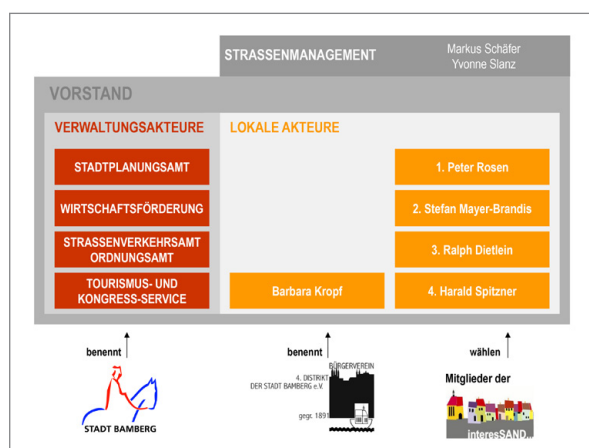 STRASSENMANAGEMENT
Markus Schäfer
Yvonne Slanz
VORSTAND
VERWALTUNGSAKTEURE
LOKALE AKTEURE
STADTPLANUNGSAMT
1. Peter Rosen
WIRTSCHAFTSFÖRDERUNG
2. Stefan Mayer-Brandis
STRASSENVERKEHRSAMT
ORDNUNGSAMT
3. Ralph Dietlein
TOURISMUS- UND
KONGRESS-SERVICE
Barbara Kropf
4. Harald Spitzner
benennt
benennt
wählen
STADT BAMBERG
BÜRGERVEREIN
4. DISTRIKT
DER STADT BAMBERG e.V.
gegr. 1891
Mitglieder der
interesSAND...